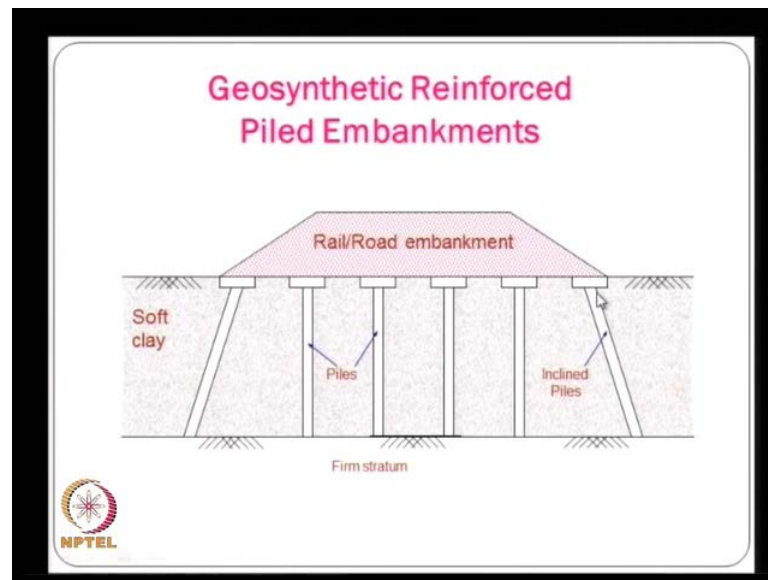 Geosynthetic Reinforced
Piled Embankments
Rail/Road embankment
Soft
clay
Piles
Inclined
Piles
Firm stratum
NPTEL